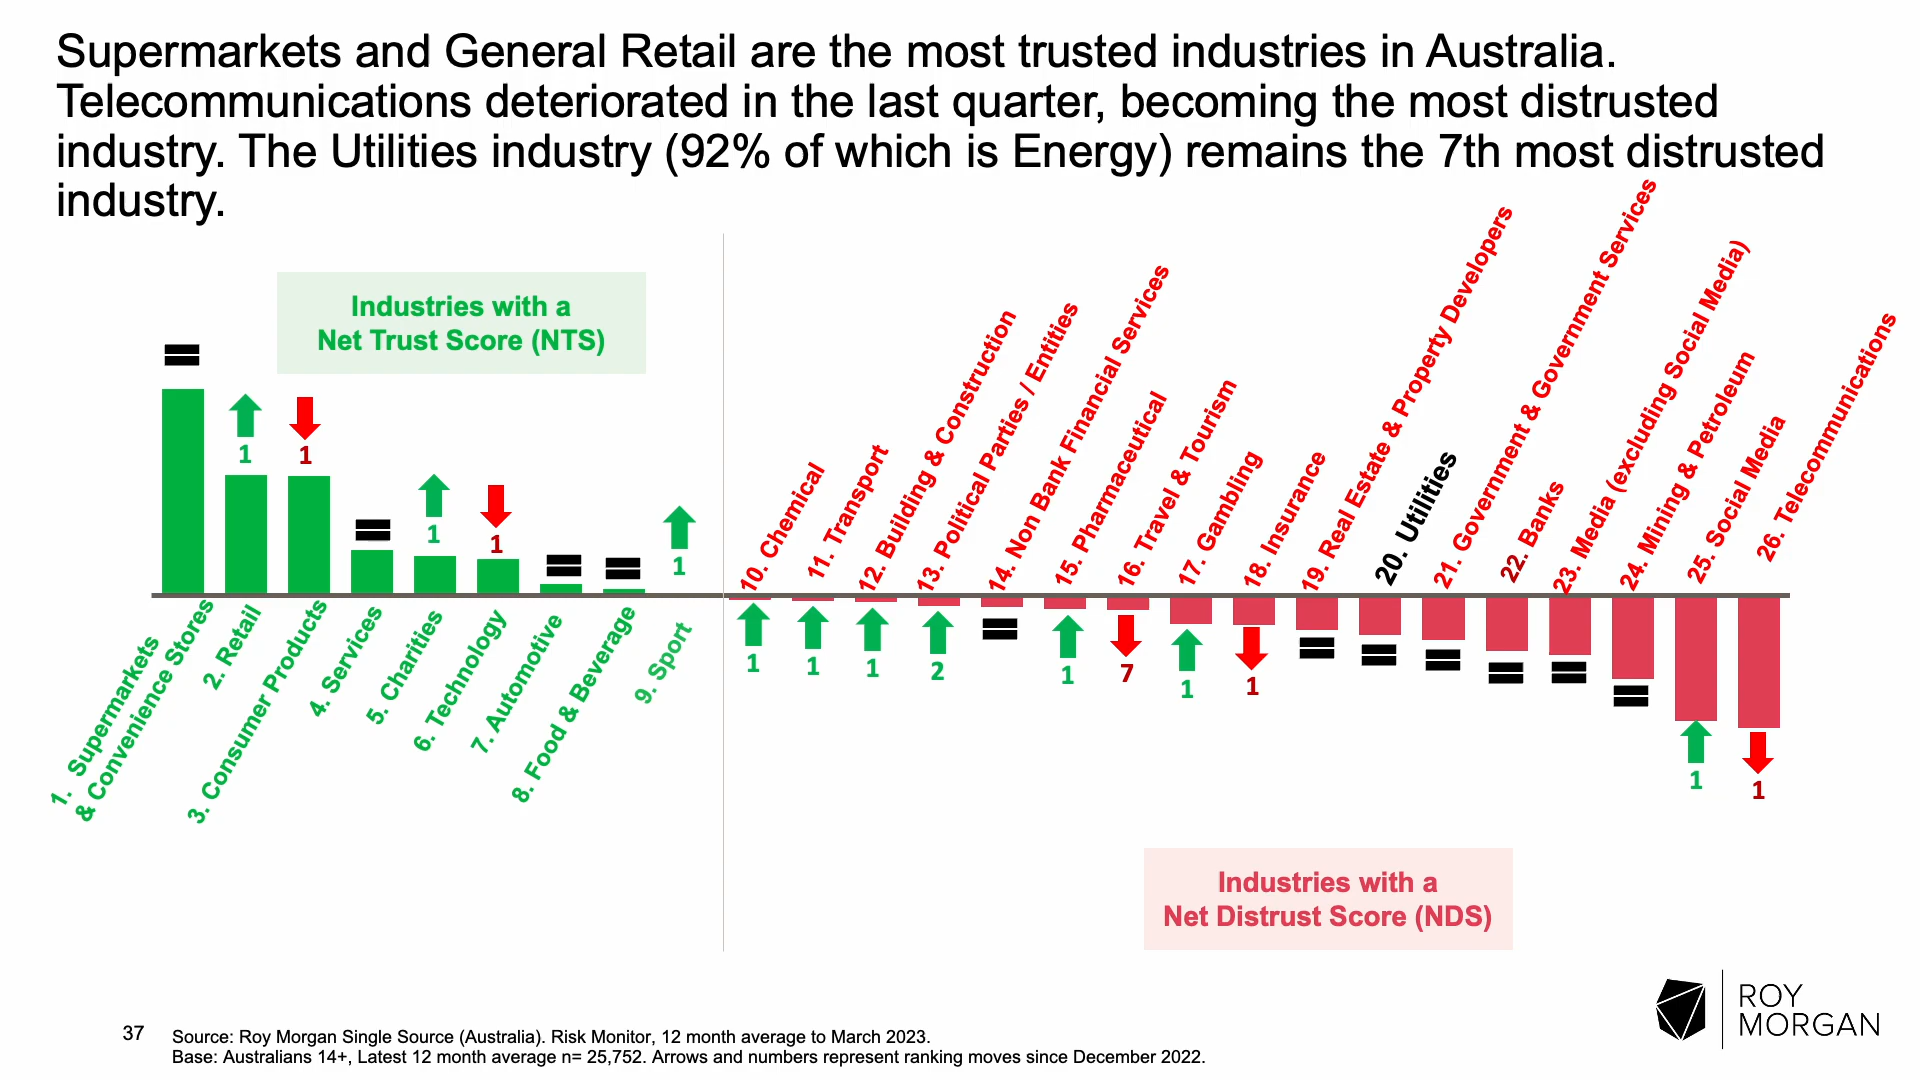 Supermarkets and General Retail are the most trusted industries in Australia.
Telecommunications deteriorated in the last quarter, becoming the most distrusted
industry. The Utilities industry (92% of which is Energy) remains the 7th most distrusted
industry.
Industries with a
Net Trust Score (NTS)
1
1
1
1
1
1. Supermarkets
& Convenience Stores
2. Retail
3. Consumer Products
4. Services
5. Charities
6. Technology
7. Automotive
8. Food & Beverage
9. Sport
10. Chemical
11. Transport
12. Building & Construction
13. Political Parties / Entities
14. Non Bank Financial Services
15. Pharmaceutical
16. Travel & Tourism
17. Gambling
18. Insurance
19. Real Estate & Property Developers
20. Utilities
21. Government & Government Services
22. Banks
23. Media (excluding Social Media)
24. Mining & Petroleum
25. Social Media
26. Telecommunications
1
1
1
2
1
7
1
1
1
1
Industries with a
Net Distrust Score (NDS)
ROY
MORGAN
37
Source: Roy Morgan Single Source (Australia). Risk Monitor, 12 month average to March 2023.
Base: Australians 14+, Latest 12 month average n= 25,752. Arrows and numbers represent ranking moves since December 2022.